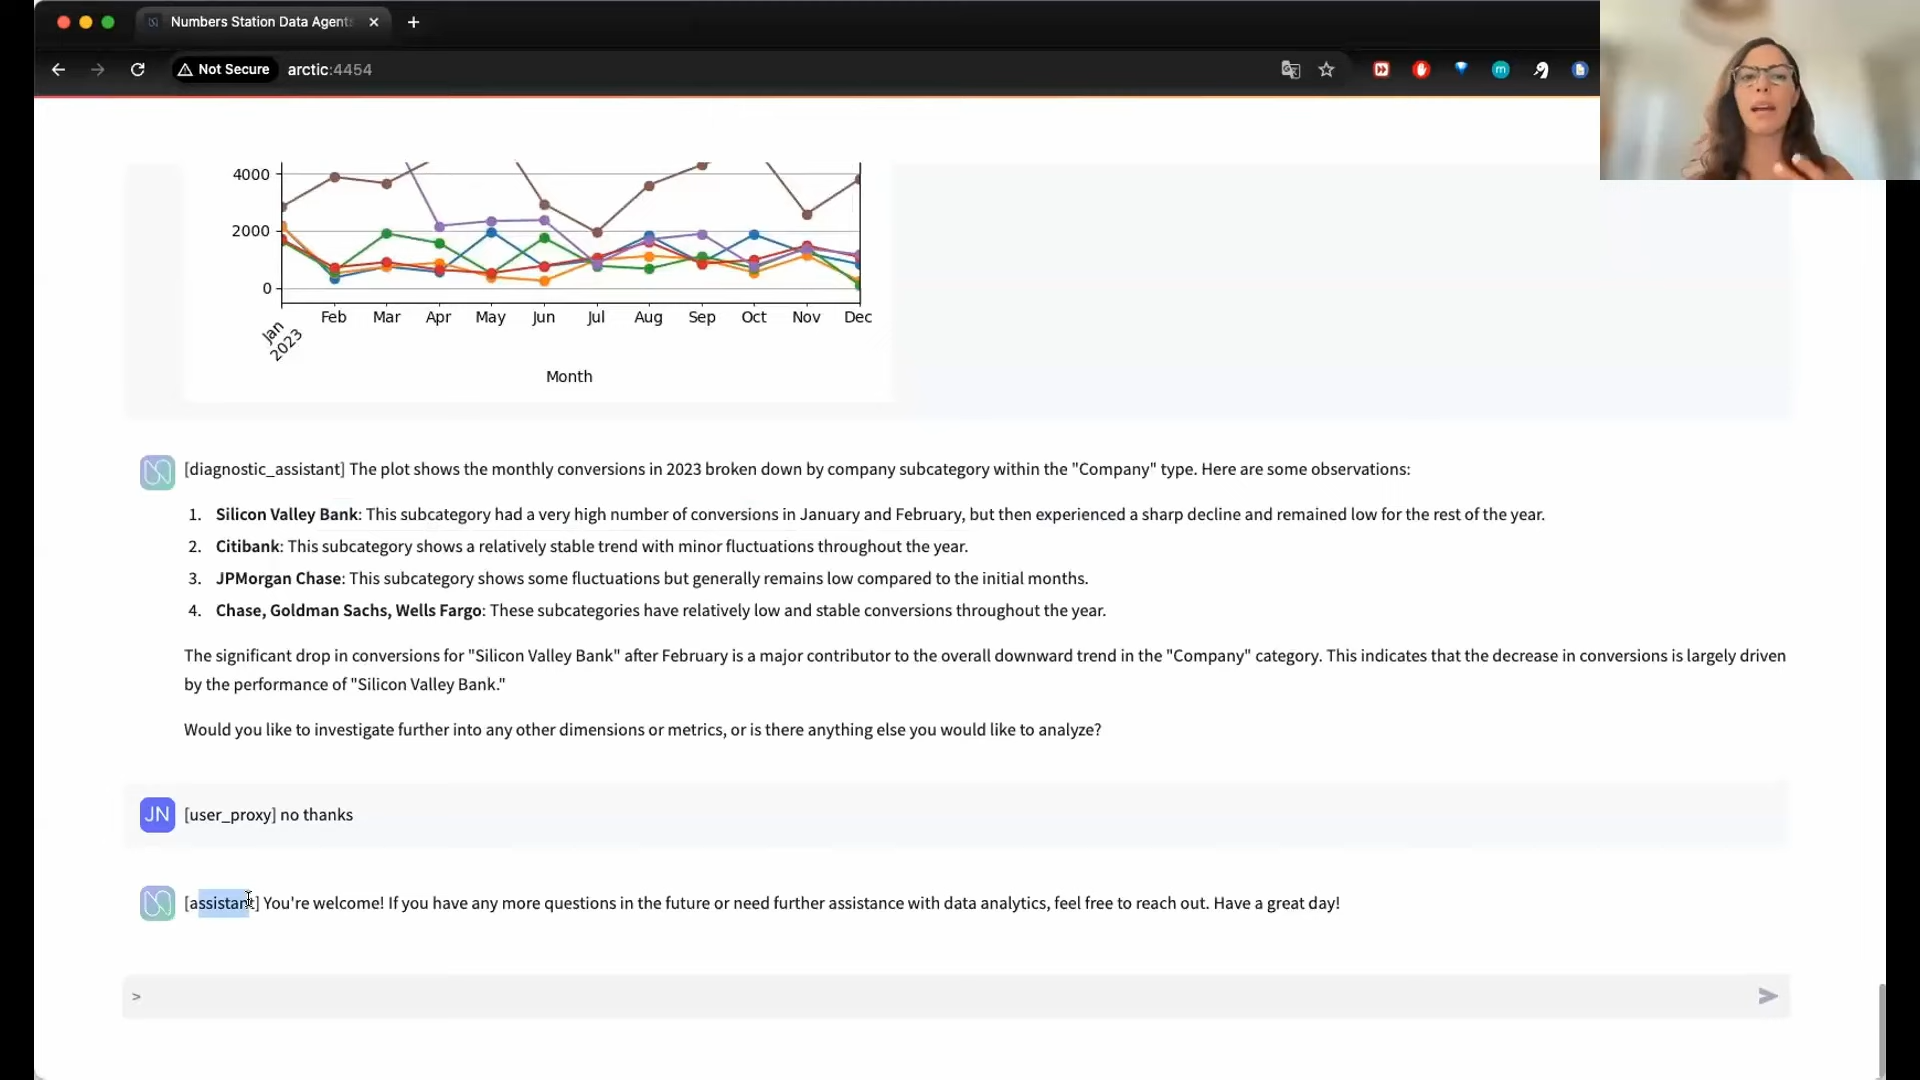 Numbers Station Data Agent
Not Secure
arctic:4454
4000
2000
0
Jan
2023
Feb Mar Apr May Jun Jul Aug Sep Oct Nov Dec
Month
[diagnostic_assistant] The plot shows the monthly conversions in 2023 broken down by company subcategory within the "Company" type. Here are some observations:
1. Silicon Valley Bank: This subcategory had a very high number of conversions in January and February, but then experienced a sharp decline and remained low for the rest of the year.
2. Citibank: This subcategory shows a relatively stable trend with minor fluctuations throughout the year.
3. JPMorgan Chase: This subcategory shows some fluctuations but generally remains low compared to the initial months.
4. Chase, Goldman Sachs, Wells Fargo: These subcategories have relatively low and stable conversions throughout the year.
The significant drop in conversions for "Silicon Valley Bank" after February is a major contributor to the overall downward trend in the "Company" category. This indicates that the decrease in conversions is largely driven
by the performance of "Silicon Valley Bank."
Would you like to investigate further into any other dimensions or metrics, or is there anything else you would like to analyze?
JN [user_proxy] no thanks
[assistant] You're welcome! If you have any more questions in the future or need further assistance with data analytics, feel free to reach out. Have a great day!
>